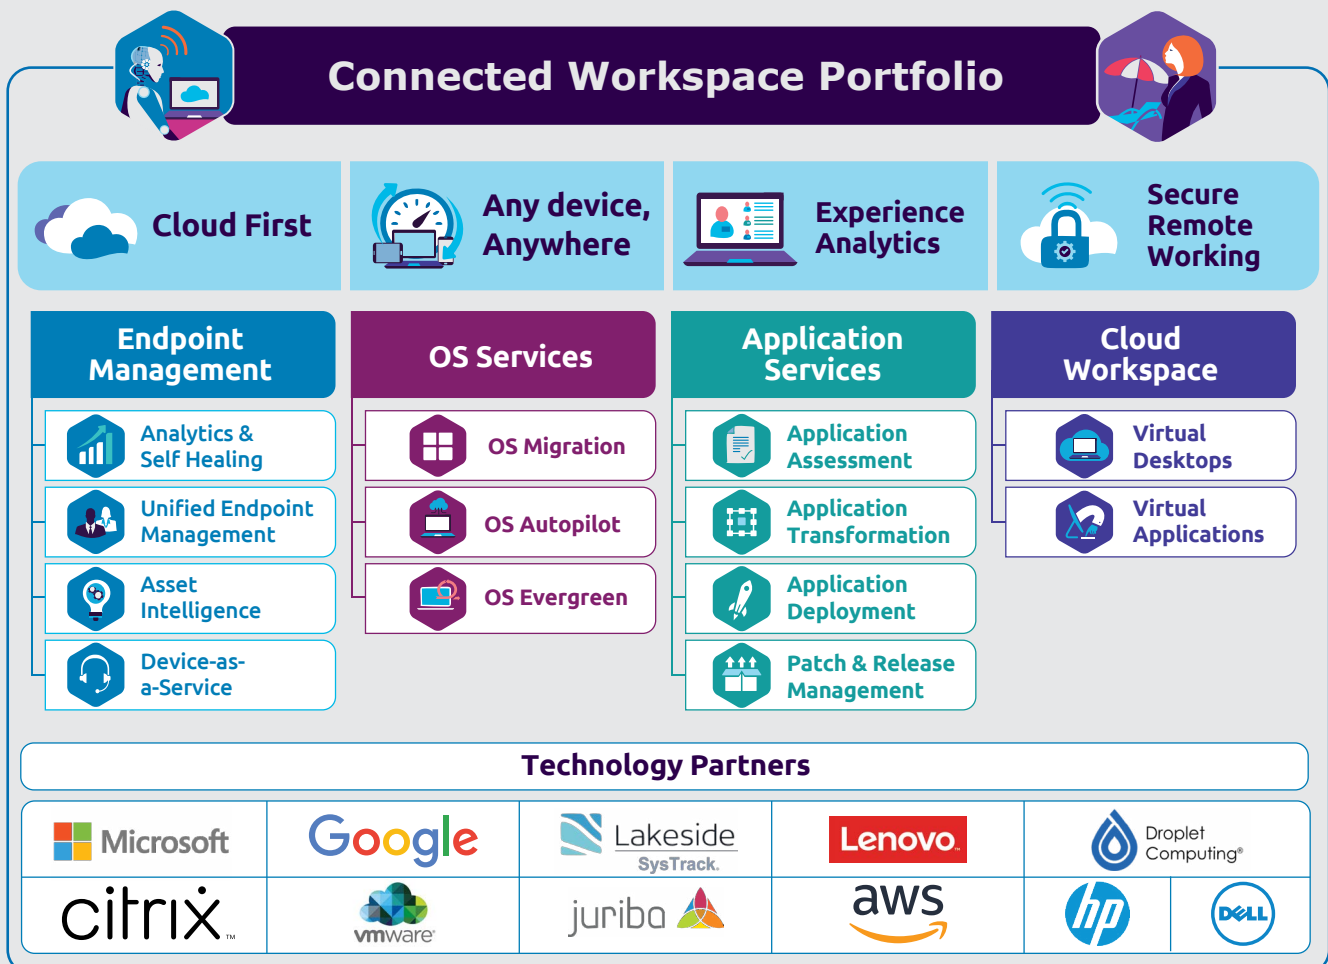 Connected Workspace Portfolio
Cloud First
Any device,
Anywhere
Experience
Analytics
Secure
Remote
Working
Endpoint
Management
Analytics &
Self Healing
Unified Endpoint
Management
Asset
Intelligence
Device-as-
a-Service
OS Services
OS Migration
OS Autopilot
OS Evergreen
Application
Services
Application
Assessment
Application
Transformation
Application
Deployment
Patch & Release
Management
Cloud
Workspace
Virtual
Desktops
Virtual
Applications
Technology Partners
Microsoft
Google
Lakeside
SysTrack.
Lenovo™
Droplet
Computing®
citrix™
vmware®
juriba
aws
hp
DELL